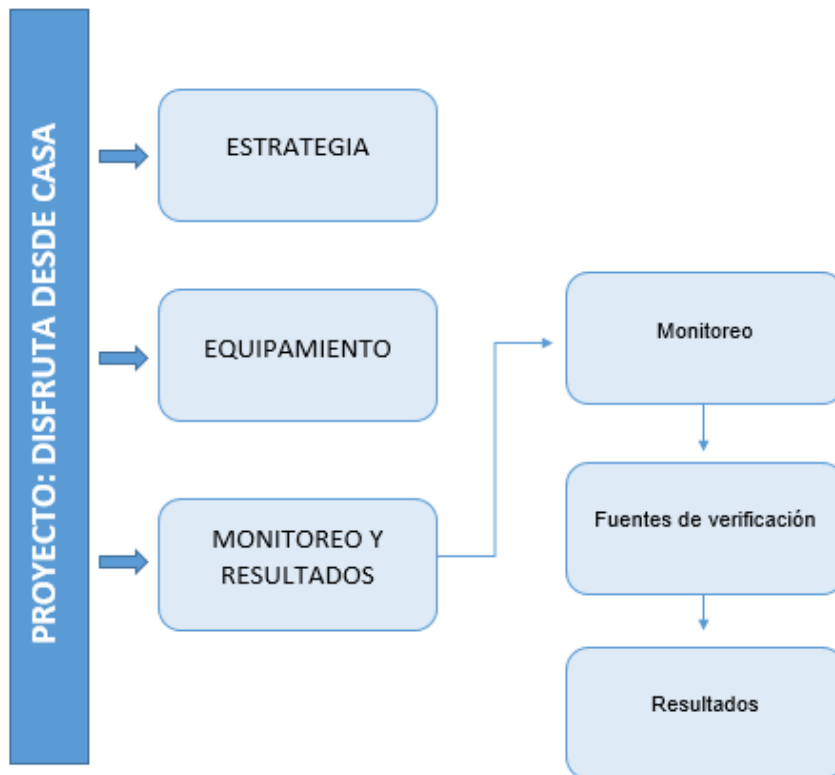 PROYECTO: DISFRUTA DESDE CASA
ESTRATEGIA
EQUIPAMIENTO
MONITOREO Y
RESULTADOS
Monitoreo
Fuentes de verificación
Resultados